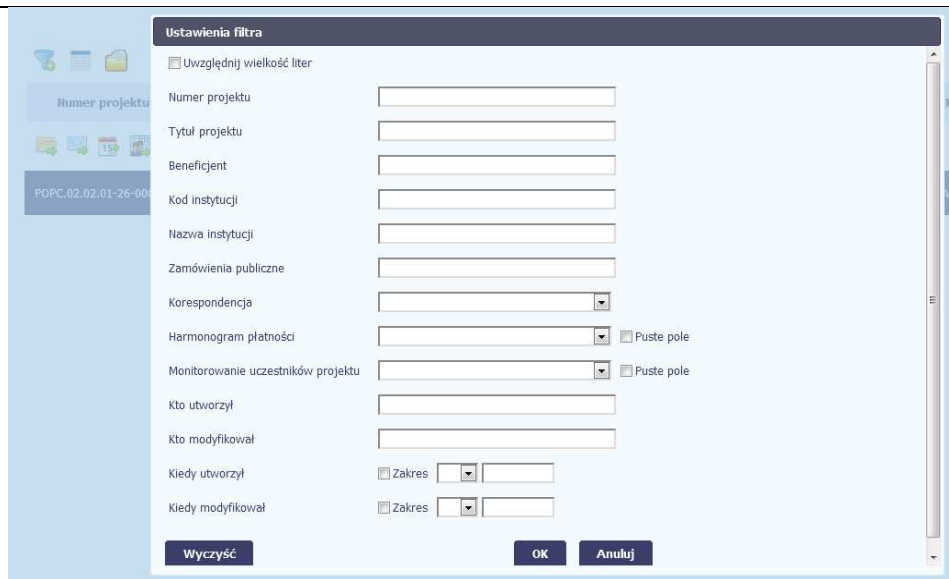 Ustawienia filtra
Uwzględnij wielkość liter
Numer projektu
Numer projektu
Tytuł projektu
Beneficjent
Kod instytucji
POPC.02.02.01-26-000
Nazwa instytucji
Zamówienia publiczne
Korespondencja
Harmonogram płatności Puste pole
Monitorowanie uczestników projektu Puste pole
Kto utworzył
Kto modyfikował
Kiedy utworzył Zakres
Kiedy modyfikował Zakres
Wyczyść OK Anuluj